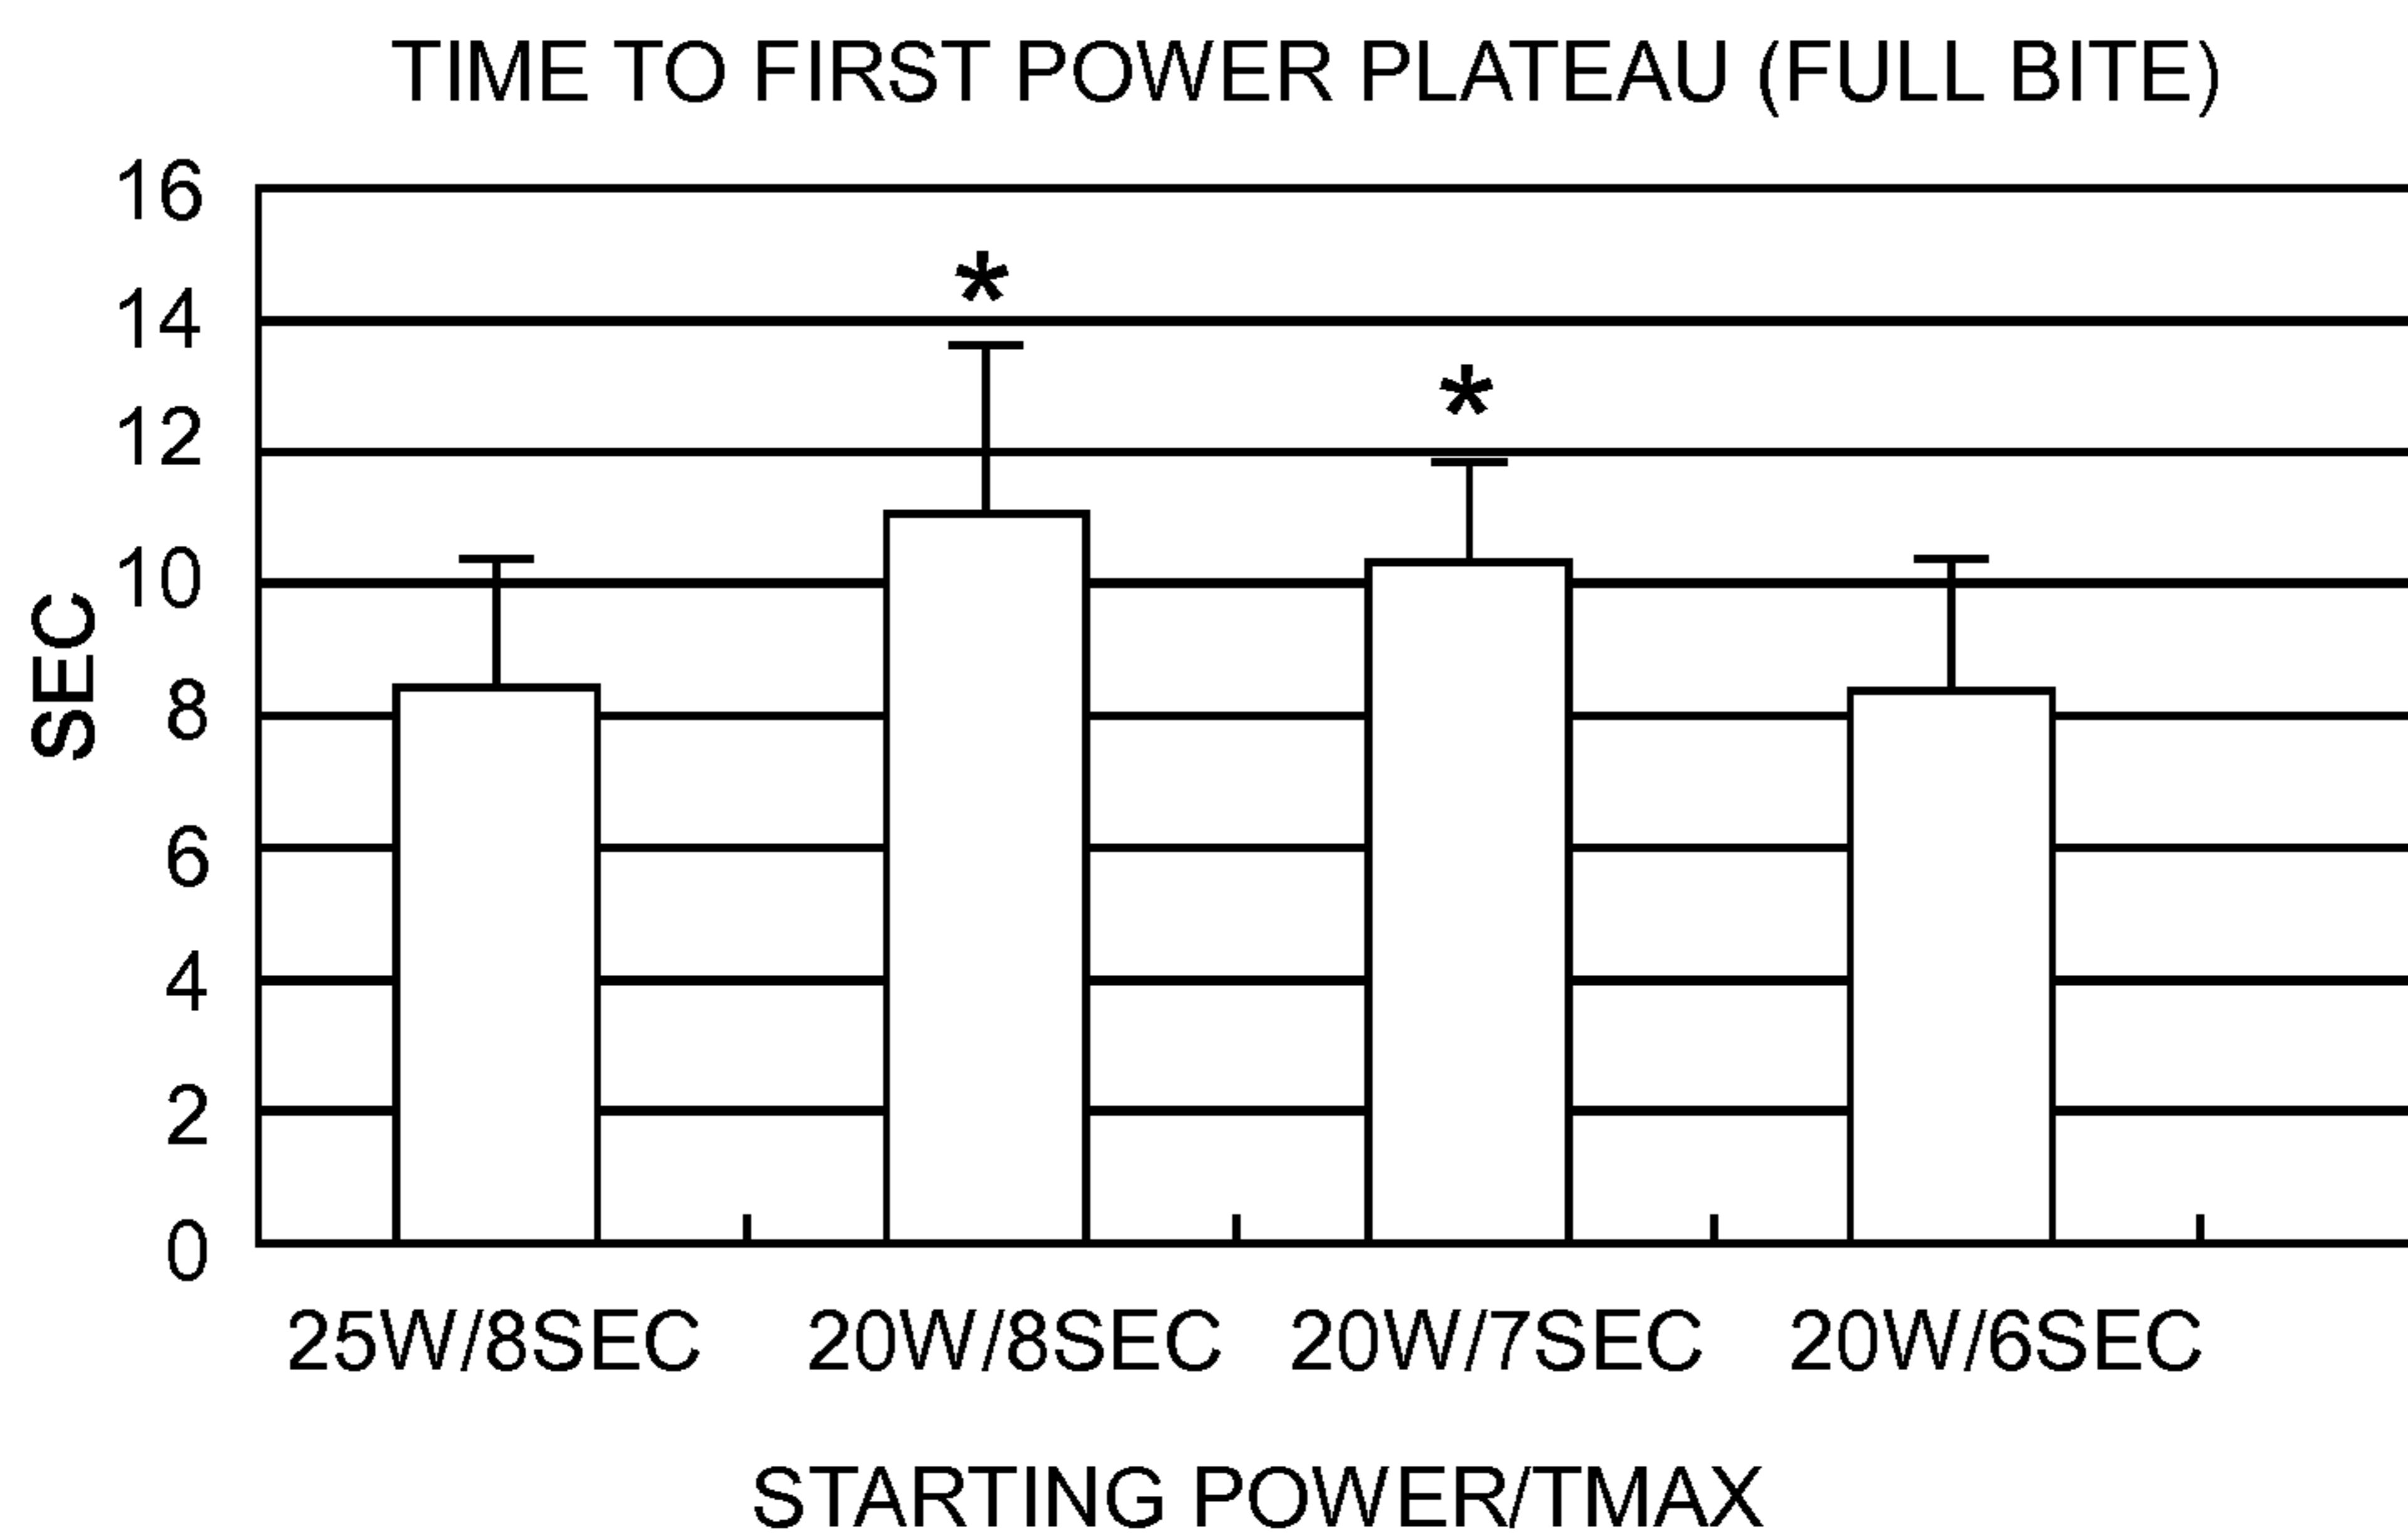 TIME TO FIRST POWER PLATEAU (FULL BITE)
16
14
*
12
*
10
8
6
4
2
0
SEC
25W/8SEC 20W/8SEC 20W/7SEC 20W/6SEC
STARTING POWER/TMAX